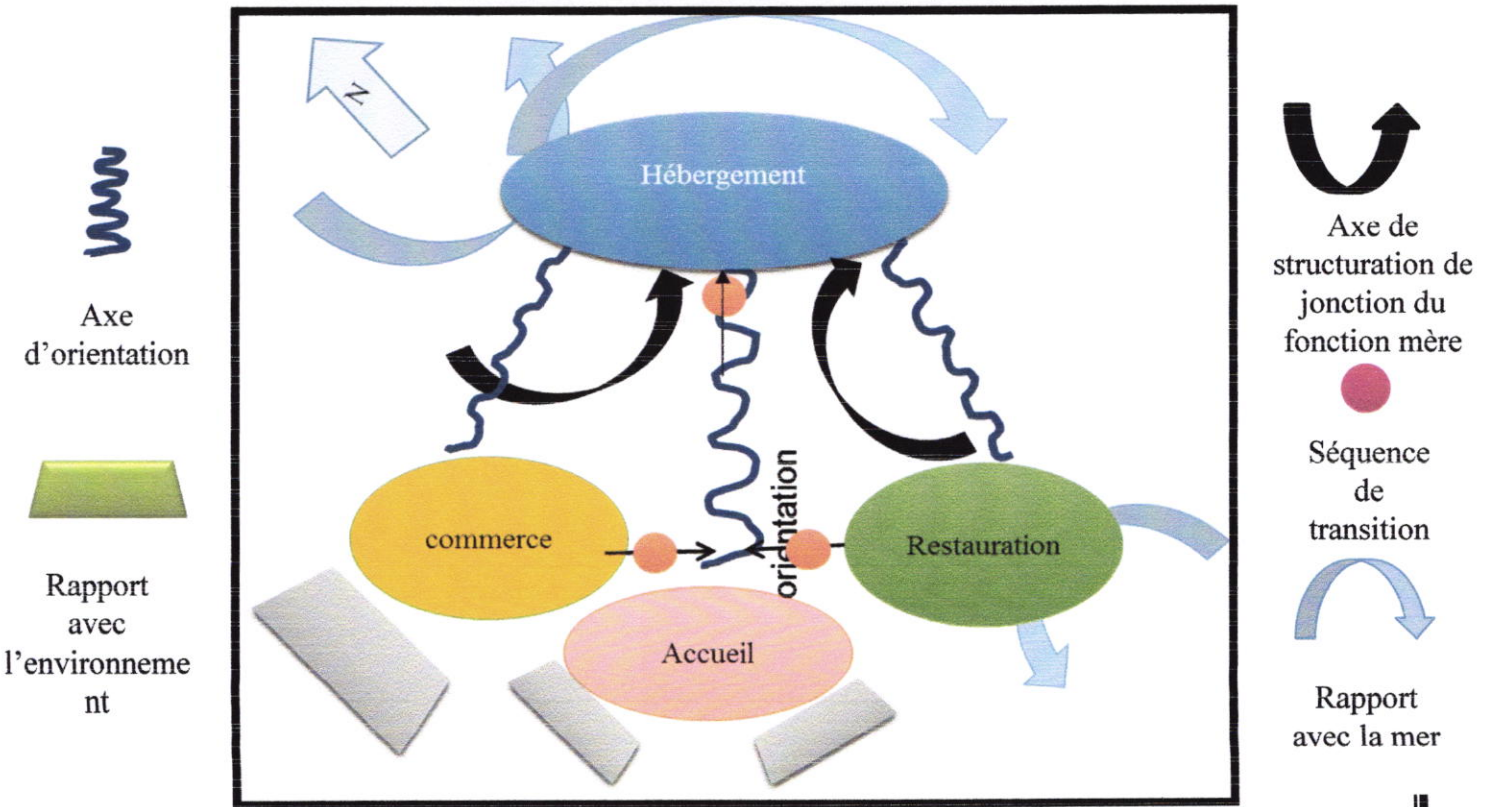 Axe
d'orientation
Rapport
avec
l'environneme
nt
N
Hébergement
commerce
orientation
Restauration
Accueil
Axe de
structuration de
jonction du
fonction mère
Séquence
de
transition
Rapport
avec la mer